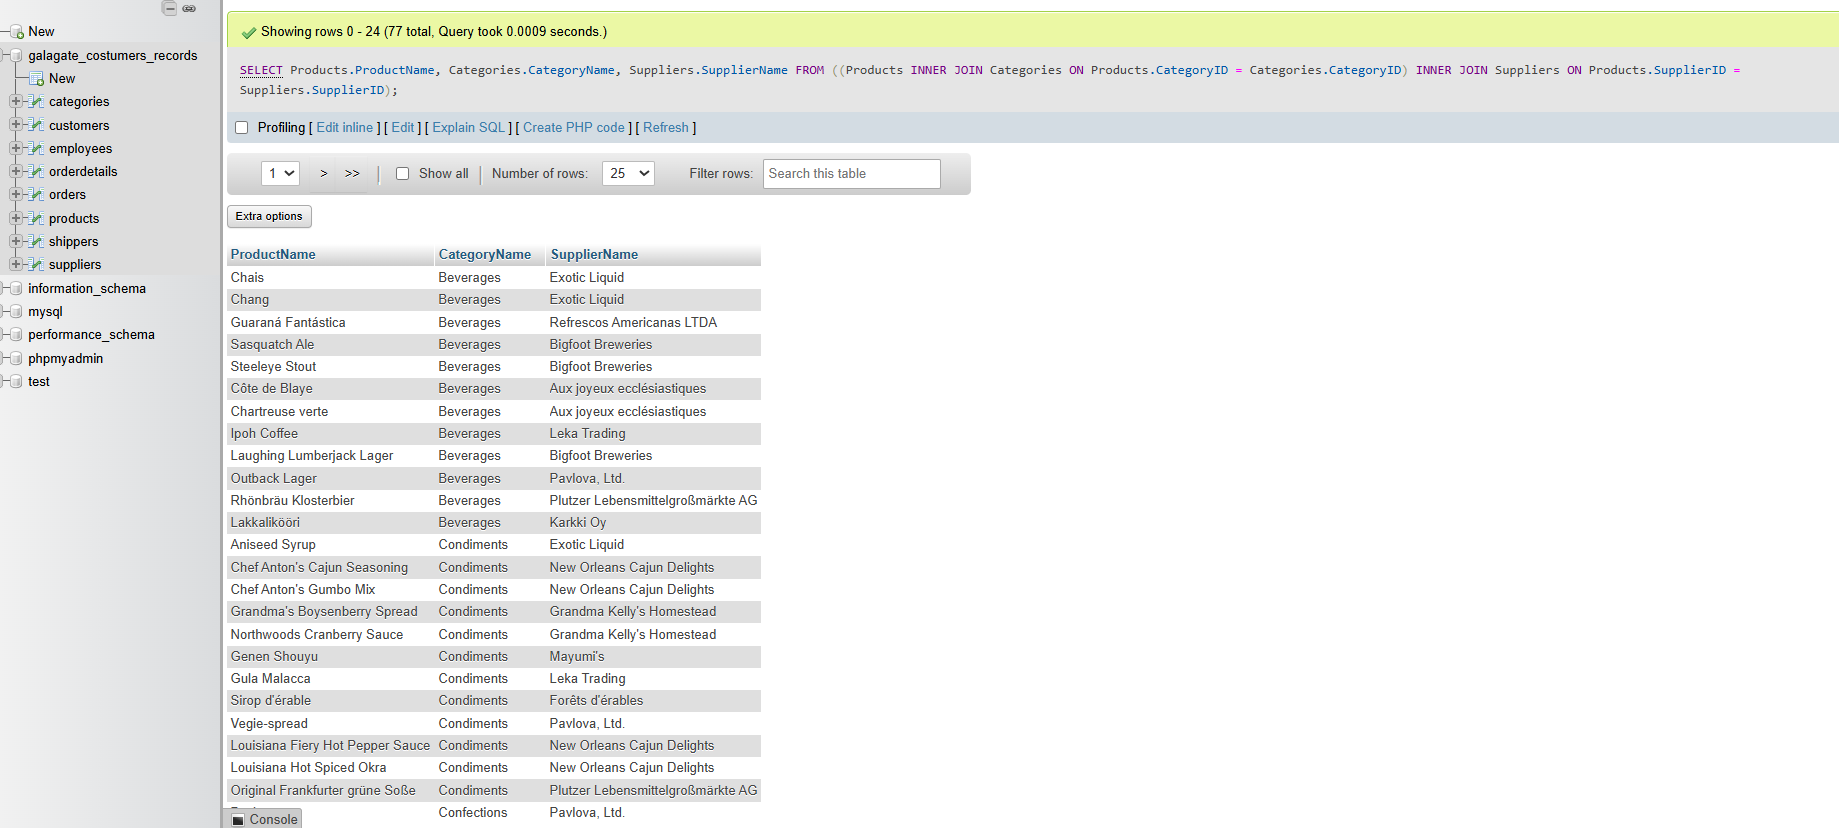 New
galagate_costumers_records
New
categories
customers
employees
orderdetails
orders
products
shippers
suppliers
information_schema
mysql
performance_schema
phpmyadmin
test
Showing rows 0 - 24 (77 total, Query took 0.0009 seconds.)
SELECT Products.ProductName, Categories.CategoryName, Suppliers.SupplierName FROM ((Products INNER JOIN Categories ON Products.CategoryID = Categories.CategoryID) INNER JOIN Suppliers ON Products.SupplierID =
Suppliers.SupplierID);
Profiling [ Edit inline ] [ Edit ] [ Explain SQL ] [ Create PHP code ] [ Refresh ]
1 > >> | Show all | Number of rows: 25 Filter rows: Search this table
Extra options
ProductName CategoryName SupplierName
Chais Beverages Exotic Liquid
Chang Beverages Exotic Liquid
Guaraná Fantástica Beverages Refrescos Americanas LTDA
Sasquatch Ale Beverages Bigfoot Breweries
Steeleye Stout Beverages Bigfoot Breweries
Côte de Blaye Beverages Aux joyeux ecclésiastiques
Chartreuse verte Beverages Aux joyeux ecclésiastiques
Ipoh Coffee Beverages Leka Trading
Laughing Lumberjack Lager Beverages Bigfoot Breweries
Outback Lager Beverages Pavlova, Ltd.
Rhönbräu Klosterbier Beverages Plutzer Lebensmittelgroßmärkte AG
Lakkalikööri Beverages Karkki Oy
Aniseed Syrup Condiments Exotic Liquid
Chef Anton's Cajun Seasoning Condiments New Orleans Cajun Delights
Chef Anton's Gumbo Mix Condiments New Orleans Cajun Delights
Grandma's Boysenberry Spread Condiments Grandma Kelly's Homestead
Northwoods Cranberry Sauce Condiments Grandma Kelly's Homestead
Genen Shouyu Condiments Mayumi's
Gula Malacca Condiments Leka Trading
Sirop d'érable Condiments Forêts d'érables
Vegie-spread Condiments Pavlova, Ltd.
Louisiana Fiery Hot Pepper Sauce Condiments New Orleans Cajun Delights
Louisiana Hot Spiced Okra Condiments New Orleans Cajun Delights
Original Frankfurter grüne Soße Condiments Plutzer Lebensmittelgroßmärkte AG
Confections Pavlova, Ltd.
Console